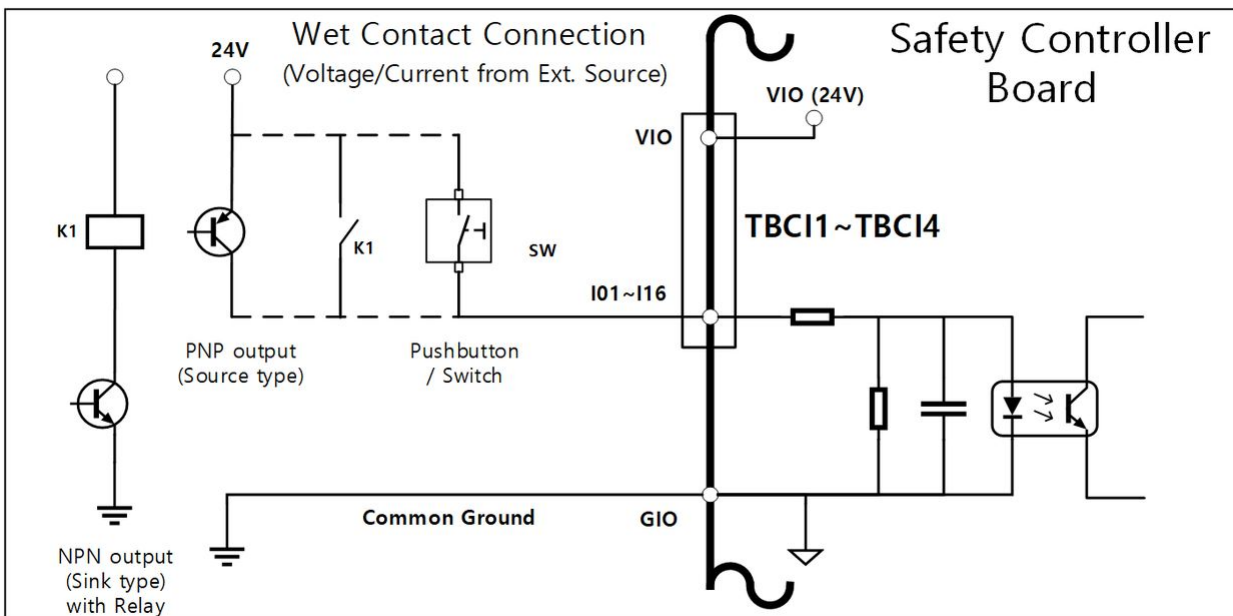 Wet Contact Connection
(Voltage/Current from Ext. Source)
Safety Controller
Board
24V
VIO (24V)
VIO
K1
K1
SW
TBCI1~TBCI4
I01~I16
PNP output
(Source type)
Pushbutton
/ Switch
Common Ground
GIO
NPN output
(Sink type)
with Relay